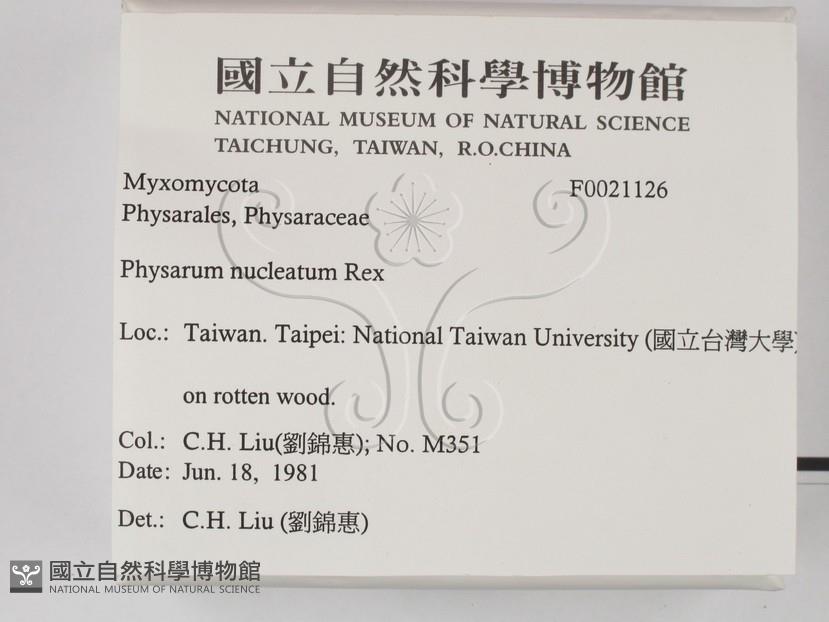 國立自然科學博物館
NATIONAL MUSEUM OF NATURAL SCIENCE
TAICHUNG, TAIWAN, R.O.CHINA
Myxomycota F0021126
Physarales, Physaraceae
Physarum nucleatum Rex
Loc.: Taiwan. Taipei: National Taiwan University (國立台灣大學)
on rotten wood.
Col.: C.H. Liu(劉錦惠); No. M351
Date: Jun. 18, 1981
Det.: C.H. Liu (劉錦惠)
國立自然科學博物館
NATIONAL MUSEUM OF NATURAL SCIENCE